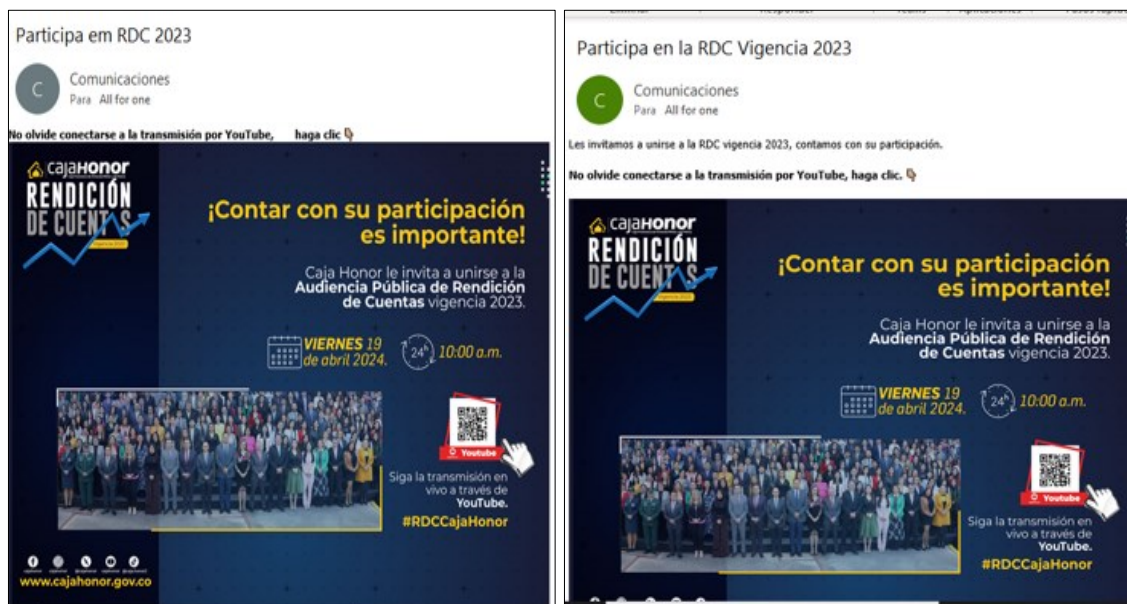 Participa em RDC 2023
C
Comunicaciones
Para All for one
No olvide conectarse a la transmisión por YouTube, haga clic
CajaHonor
RENDICIÓN
DE CUENTAS
Vigencia 2023
¡Contar con su participación
es importante!
Caja Honor le invita a unirse a la
Audiencia Pública de Rendición
de Cuentas vigencia 2023.
VIERNES 19
de abril 2024.
24h
10:00 a.m.
Youtube
Siga la transmisión en
vivo a través de
YouTube.
#RDCCajaHonor
www.cajahonor.gov.co
Participa en la RDC Vigencia 2023
C
Comunicaciones
Para All for one
Les invitamos a unirse a la RDC vigencia 2023, contamos con su participación.
No olvide conectarse a la transmisión por YouTube, haga clic.
CajaHonor
RENDICIÓN
DE CUENTAS
Vigencia 2023
¡Contar con su participación
es importante!
Caja Honor le invita a unirse a la
Audiencia Pública de Rendición
de Cuentas vigencia 2023.
VIERNES 19
de abril 2024.
24h
10:00 a.m.
Youtube
Siga la transmisión en
vivo a través de
YouTube.
#RDCCajaHonor